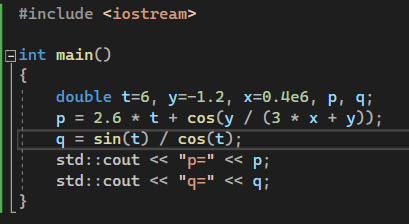 #include <iostream>
int main()
{
double t=6, y=-1.2, x=0.4e6, p, q;
p = 2.6 * t + cos(y / (3 * x + y));
q = sin(t) / cos(t);
std::cout << "p=" << p;
std::cout << "q=" << q;
}